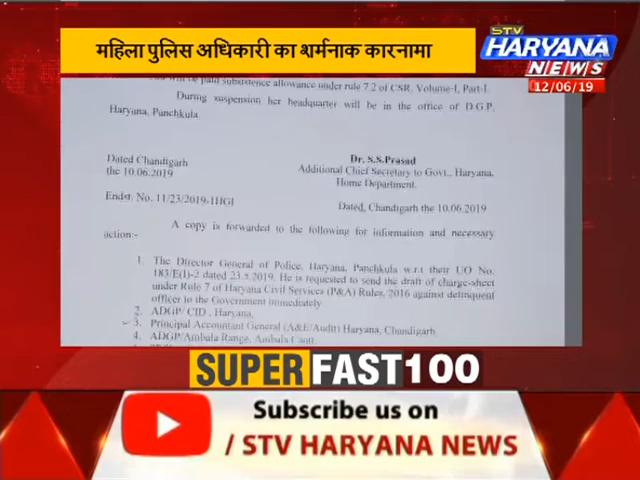 महिला पुलिस अधिकारी का शर्मनाक कारनामा
STV
HARYANA
NEWS
12/06/19
will be paid subsistence allowance under rule 7.2 of CSR, Volume-I, Part-I.
During suspension her headquarter will be in the office of D.G.P.
Haryana, Panchkula.
Dated Chandigarh
the 10.06.2019
Dr. S.S.Prasad
Additional Chief Secretary to Govt., Haryana,
Home Department.
Endst. No. 11/23/2019-1HGI
Dated, Chandigarh the 10.06.2019
A copy is forwarded to the following for information and necessary
action:-
1. The Director General of Police, Haryana, Panchkula w.r.t their UO No.
183/E(I)-2 dated 23.5.2019. He is requested to send the draft of charge-sheet
under Rule 7 of Haryana Civil Services (P&A) Rules, 2016 against delinquent
officer to the Government immediately
2. ADGP/ CID , Haryana,
3. Principal Accountant General (A&E/Audit) Haryana, Chandigarh.
4. ADGP/Ambala Range, Ambala Cantt.
SUPER FAST 100
Subscribe us on
/ STV HARYANA NEWS